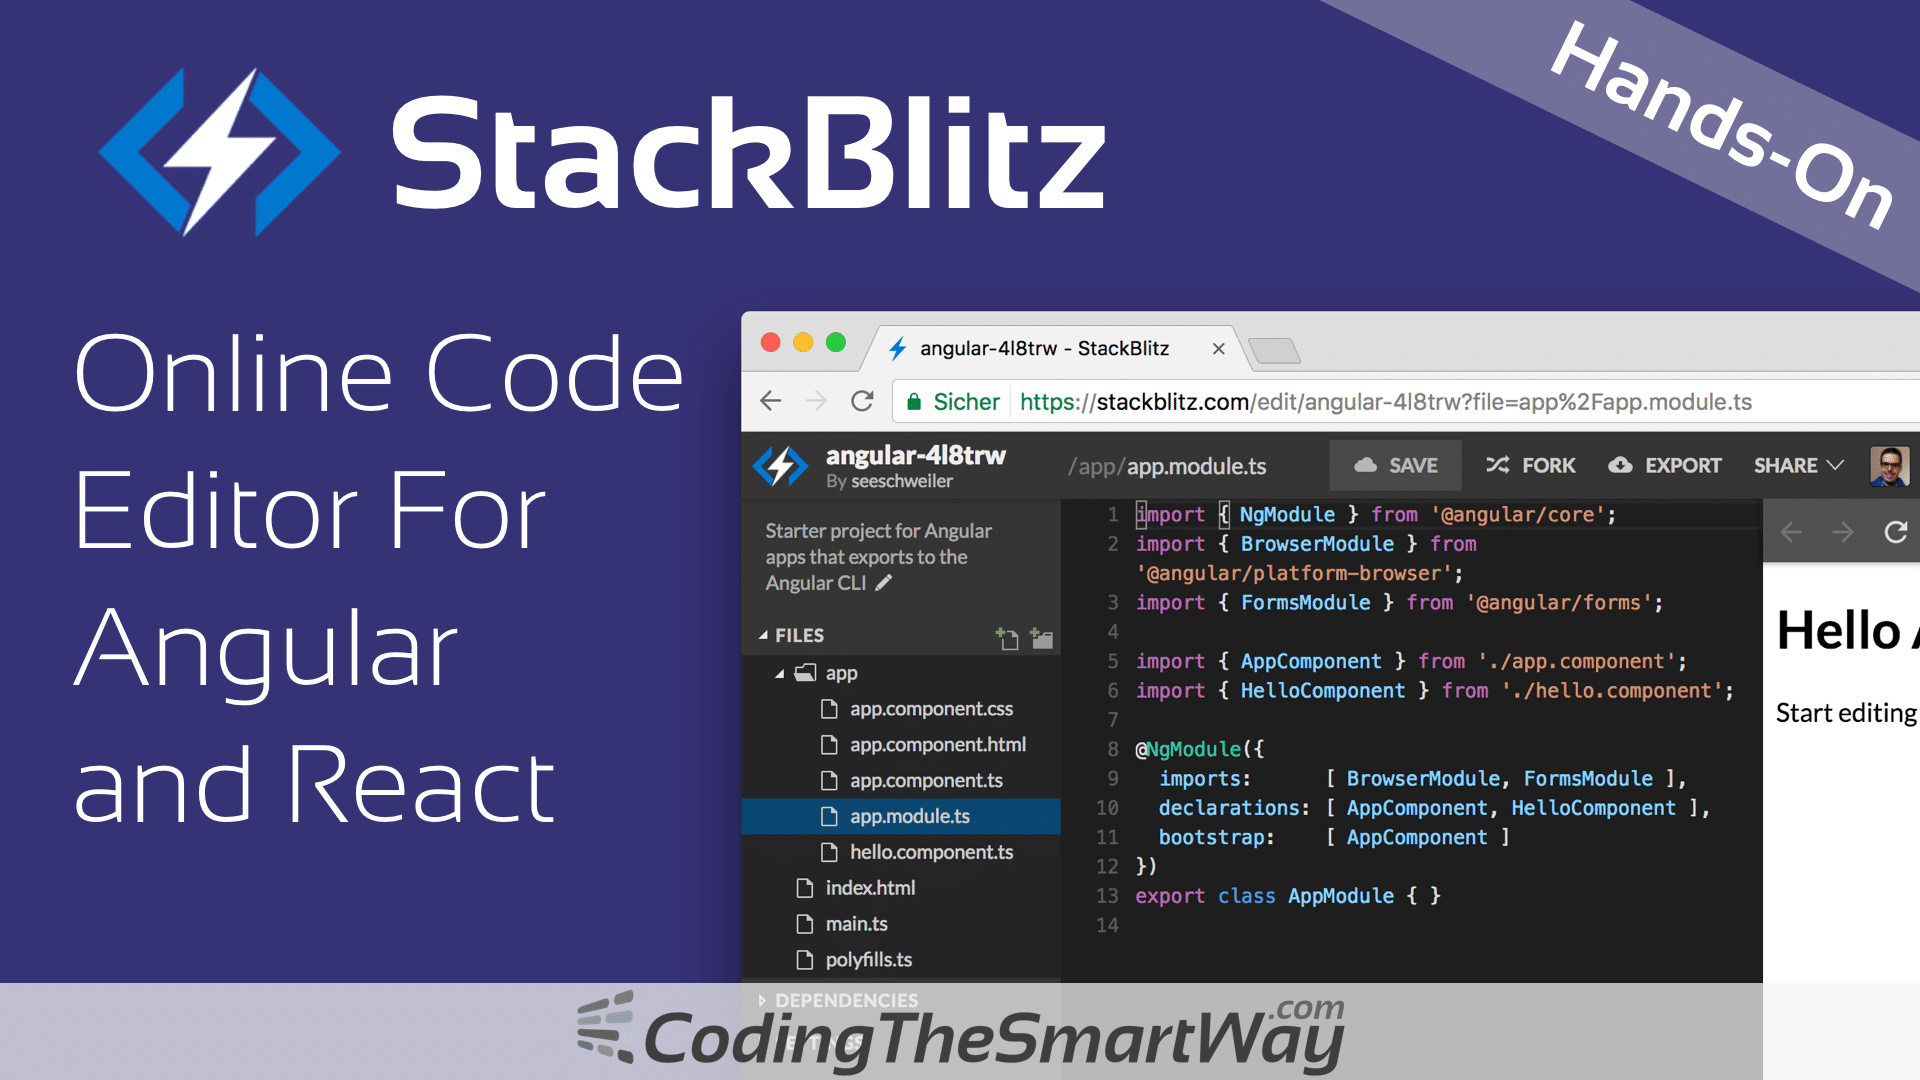 StackBlitz
Hands-On
Online Code
Editor For
Angular
and React
angular-4l8trw - StackBlitz
Sicher
https://stackblitz.com/edit/angular-4l8trw?file=app%2Fapp.module.ts
angular-4l8trw
By seeschweiler
/app/app.module.ts
SAVE
FORK
EXPORT
SHARE
Starter project for Angular
apps that exports to the
Angular CLI
FILES
app
app.component.css
app.component.html
app.component.ts
app.module.ts
hello.component.ts
index.html
main.ts
polyfills.ts
DEPENDENCIES
1 import { NgModule } from '@angular/core';
2 import { BrowserModule } from
'@angular/platform-browser';
3 import { FormsModule } from '@angular/forms';
4
5 import { AppComponent } from './app.component';
6 import { HelloComponent } from './hello.component';
7
8 @NgModule({
9 imports: [ BrowserModule, FormsModule ],
10 declarations: [ AppComponent, HelloComponent ],
11 bootstrap: [ AppComponent ]
12 })
13 export class AppModule { }
14
Hello
Start editing
CodingTheSmartWay.com